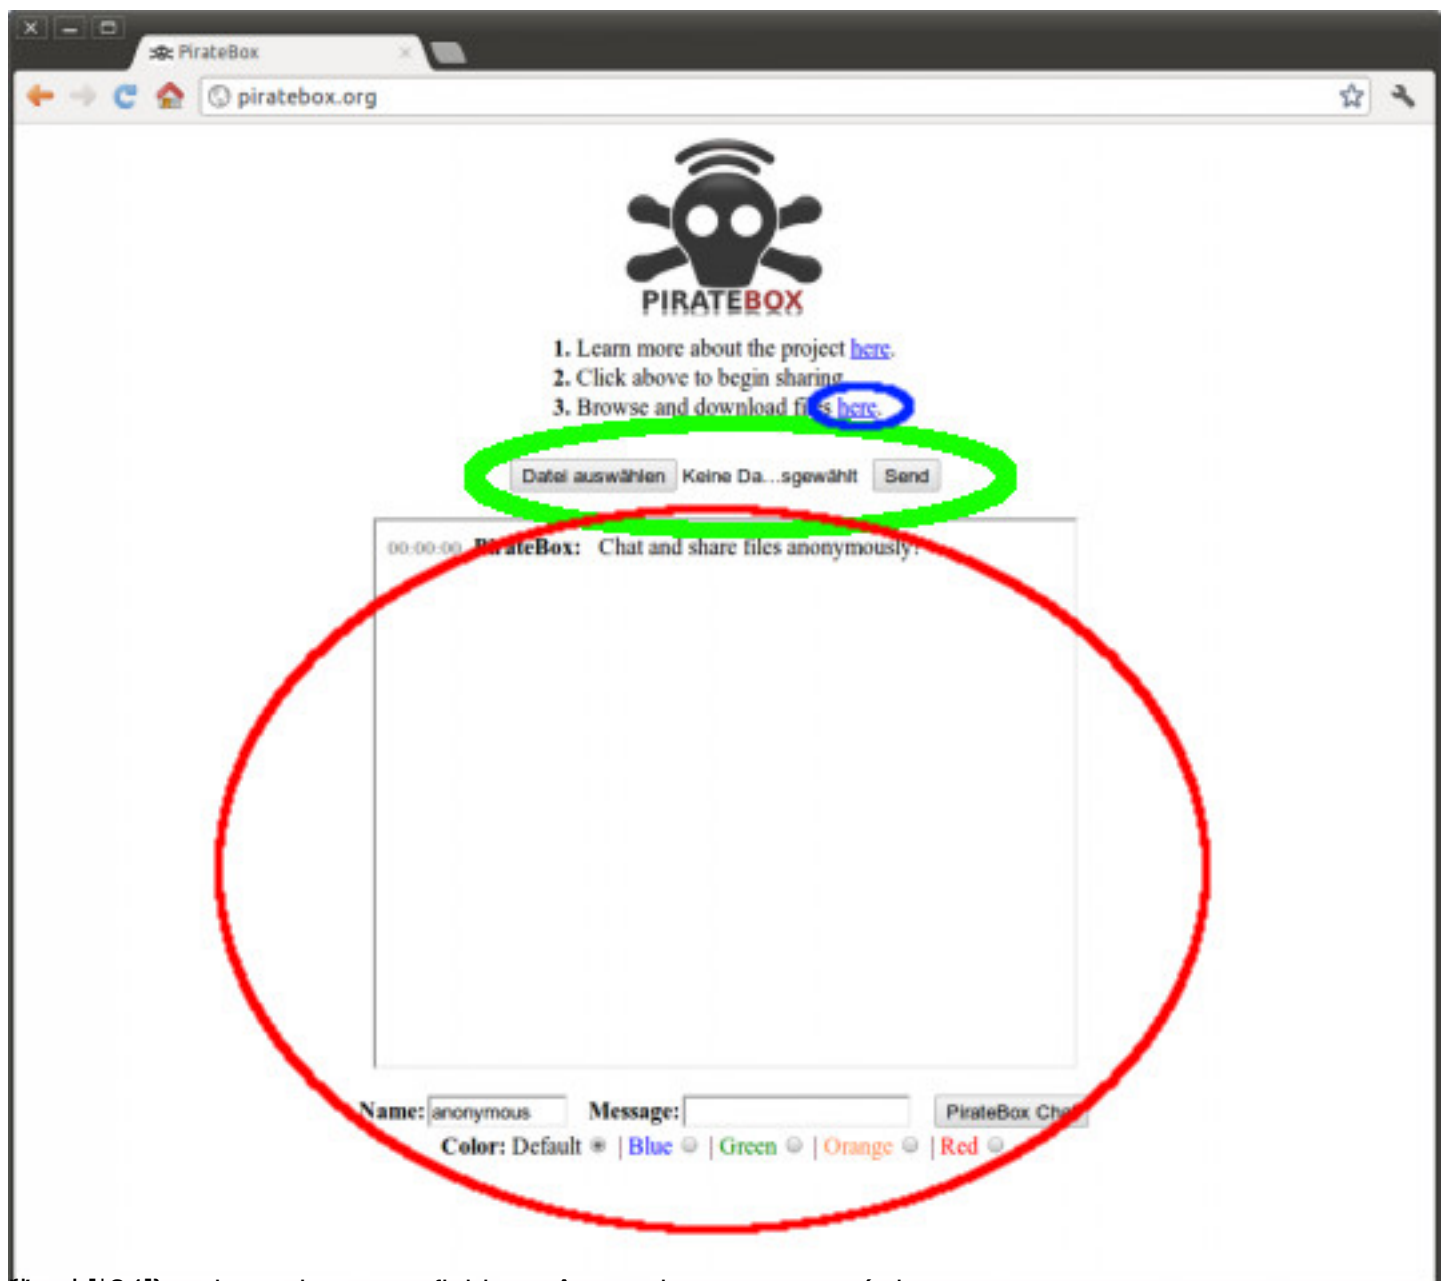 PirateBox
piratebox.org
PIRATEBOX
1. Learn more about the project here.
2. Click above to begin sharing
3. Browse and download files here.
Datei auswählen Keine Da...sgewählt Send
00:00:00 PirateBox: Chat and share files anonymously!
Name: anonymous Message: PirateBox Chat
Color: Default | Blue | Green | Orange | Red